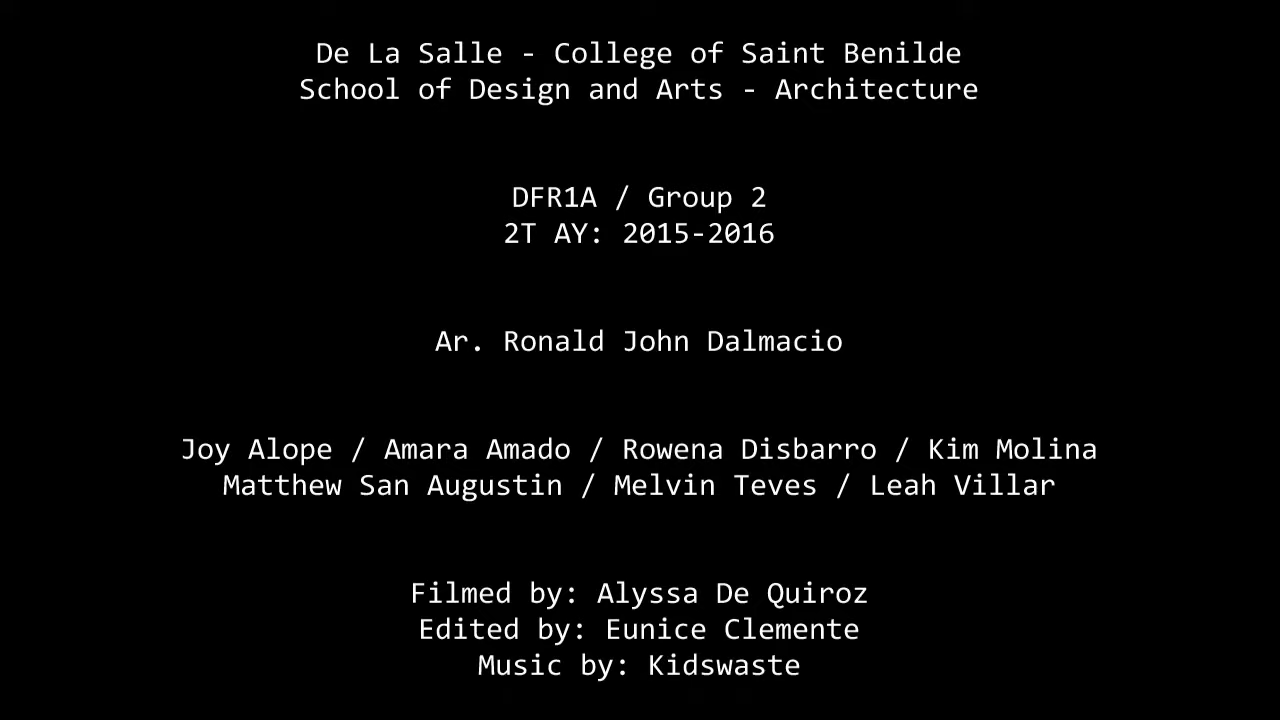 De La Salle - College of Saint Benilde
School of Design and Arts - Architecture
DFR1A / Group 2
2T AY: 2015-2016
Ar. Ronald John Dalmacio
Joy Alope / Amara Amado / Rowena Disbarro / Kim Molina
Matthew San Augustin / Melvin Teves / Leah Villar
Filmed by: Alyssa De Quiroz
Edited by: Eunice Clemente
Music by: Kidswaste